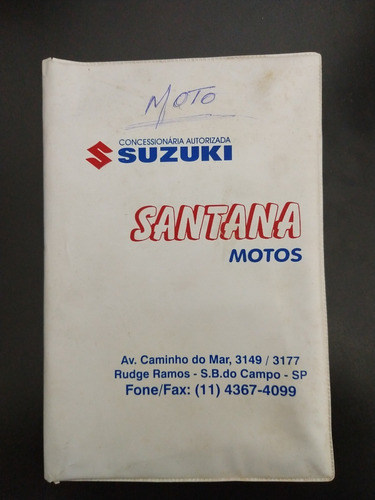 MOTO
CONCESSIONÁRIA AUTORIZADA
SUZUKI
SANTANA
MOTOS
Av. Caminho do Mar, 3149 / 3177
Rudge Ramos - S.B.do Campo - SP
Fone/Fax: (11) 4367-4099